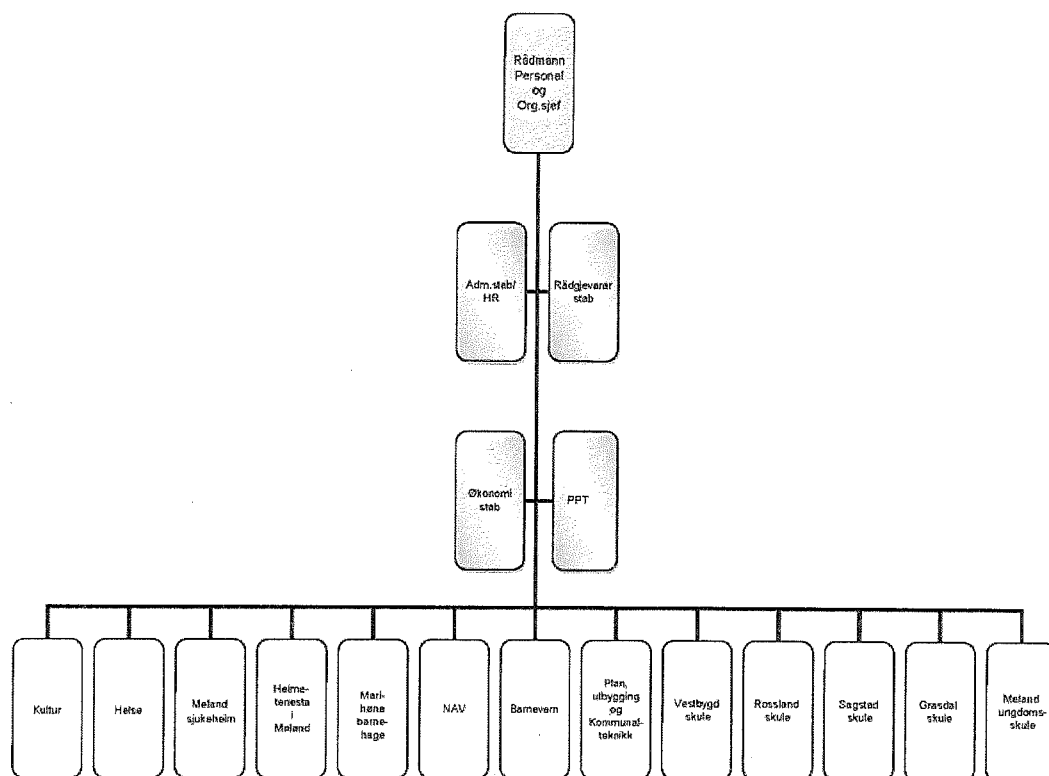 Rådmann
Personal
og
Org.sjef
Adm.stab/
HR
Rådgjevarar
stab
Økonomi
stab
PPT
Kultur
Helse
Meland
sjukeheim
Heime-
tenesta
i
Meland
Mari-
høna
barne-
hage
NAV
Barnevern
Plan,
utbygging
og
Kommunal-
teknikk
Vestbygd
skule
Rossland
skule
Sagstad
skule
Grasdal
skule
Meland
ungdoms-
skule